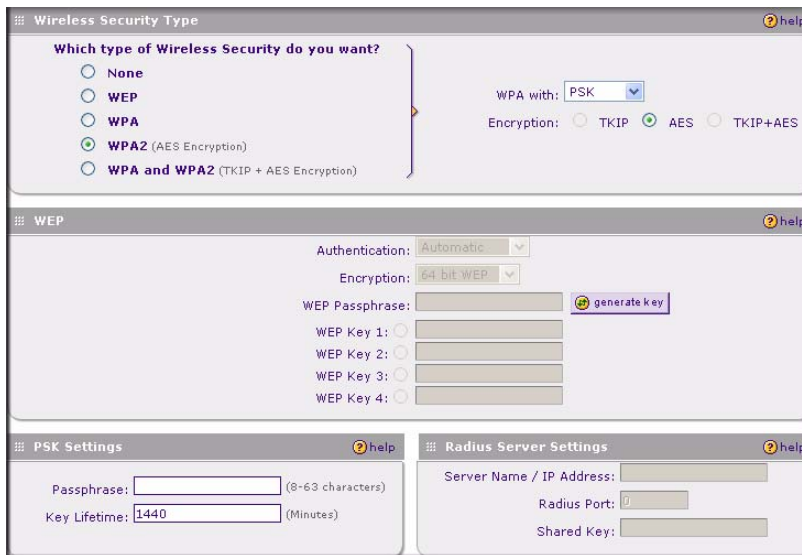 Wireless Security Type
help
Which type of Wireless Security do you want?
None
WEP
WPA
WPA2 (AES Encryption)
WPA and WPA2 (TKIP + AES Encryption)
WPA with: PSK
Encryption: TKIP AES TKIP+AES
WEP
help
Authentication: Automatic
Encryption: 64 bit WEP
WEP Passphrase: generate key
WEP Key 1:
WEP Key 2:
WEP Key 3:
WEP Key 4:
PSK Settings
help
Passphrase: (8-63 characters)
Key Lifetime: 1440 (Minutes)
Radius Server Settings
help
Server Name / IP Address:
Radius Port: 0
Shared Key: